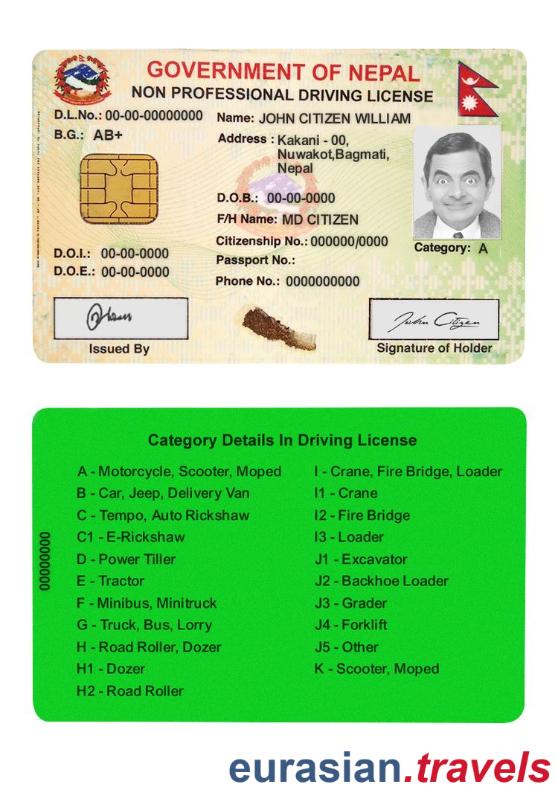 GOVERNMENT OF NEPAL
NON PROFESSIONAL DRIVING LICENSE
D.L.No.: 00-00-00000000
B.G.: AB+
Name: JOHN CITIZEN WILLIAM
Address : Kakani - 00,
Nuwakot,Bagmati,
Nepal
D.O.B.: 00-00-0000
F/H Name: MD CITIZEN
Citizenship No.: 000000/0000
Passport No.:
Phone No.: 0000000000
D.O.I.: 00-00-0000
D.O.E.: 00-00-0000
Category: A
Issued By
John Citizen
Signature of Holder
Category Details In Driving License
A - Motorcycle, Scooter, Moped
B - Car, Jeep, Delivery Van
C - Tempo, Auto Rickshaw
C1 - E-Rickshaw
D - Power Tiller
E - Tractor
F - Minibus, Minitruck
G - Truck, Bus, Lorry
H - Road Roller, Dozer
H1 - Dozer
H2 - Road Roller
I - Crane, Fire Bridge, Loader
I1 - Crane
I2 - Fire Bridge
I3 - Loader
J1 - Excavator
J2 - Backhoe Loader
J3 - Grader
J4 - Forklift
J5 - Other
K - Scooter, Moped
00000000
eurasian.travels